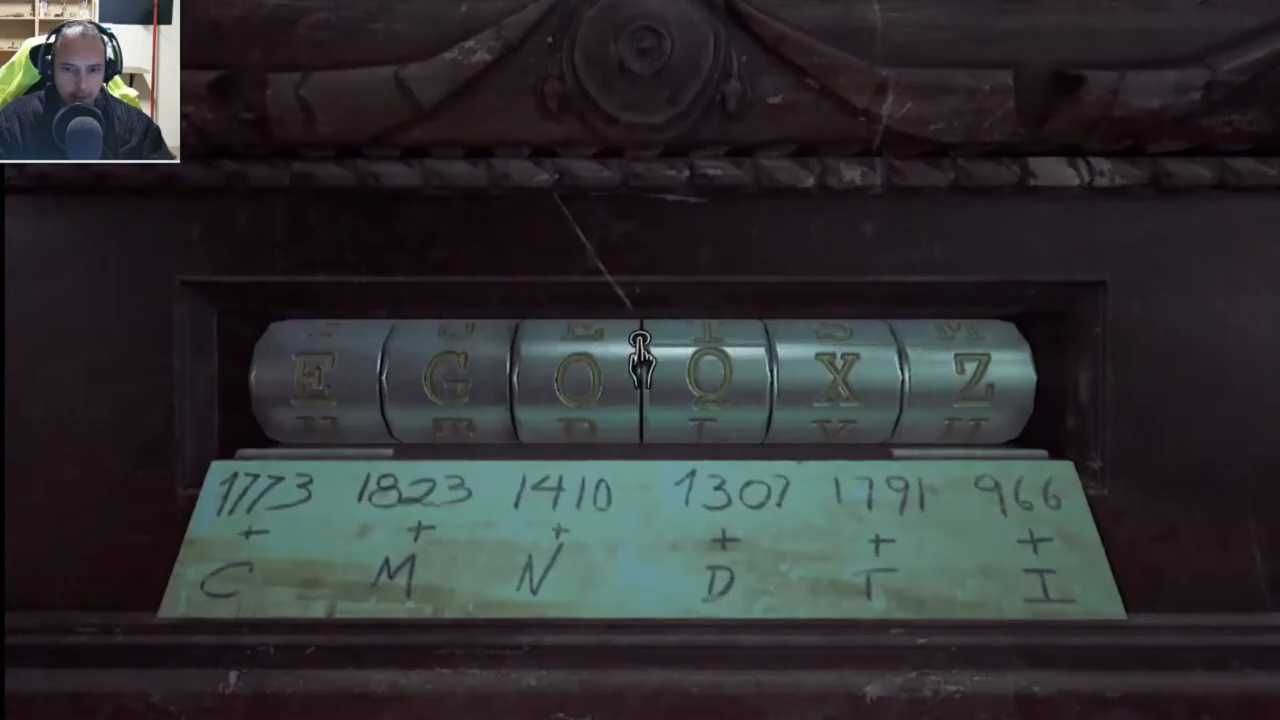 E G O Q X Z
1773 1823 1410 1307 1791 966
+ + + + + +
C M N D T I